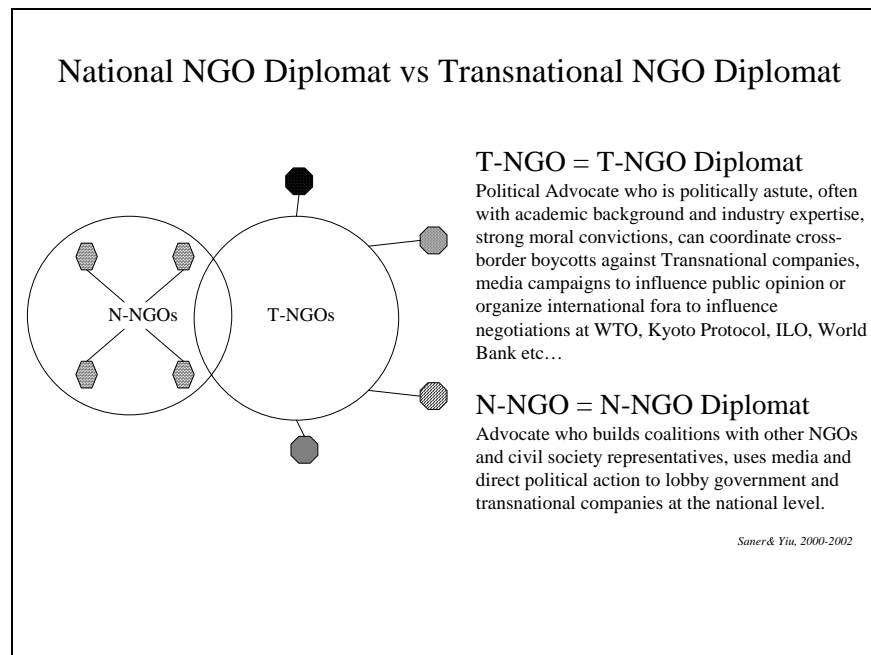 National NGO Diplomat vs Transnational NGO Diplomat
N-NGOs
T-NGOs
T-NGO = T-NGO Diplomat
Political Advocate who is politically astute, often
with academic background and industry expertise,
strong moral convictions, can coordinate cross-
border boycotts against Transnational companies,
media campaigns to influence public opinion or
organize international fora to influence
negotiations at WTO, Kyoto Protocol, ILO, World
Bank etc…
N-NGO = N-NGO Diplomat
Advocate who builds coalitions with other NGOs
and civil society representatives, uses media and
direct political action to lobby government and
transnational companies at the national level.
Saner& Yiu, 2000-2002